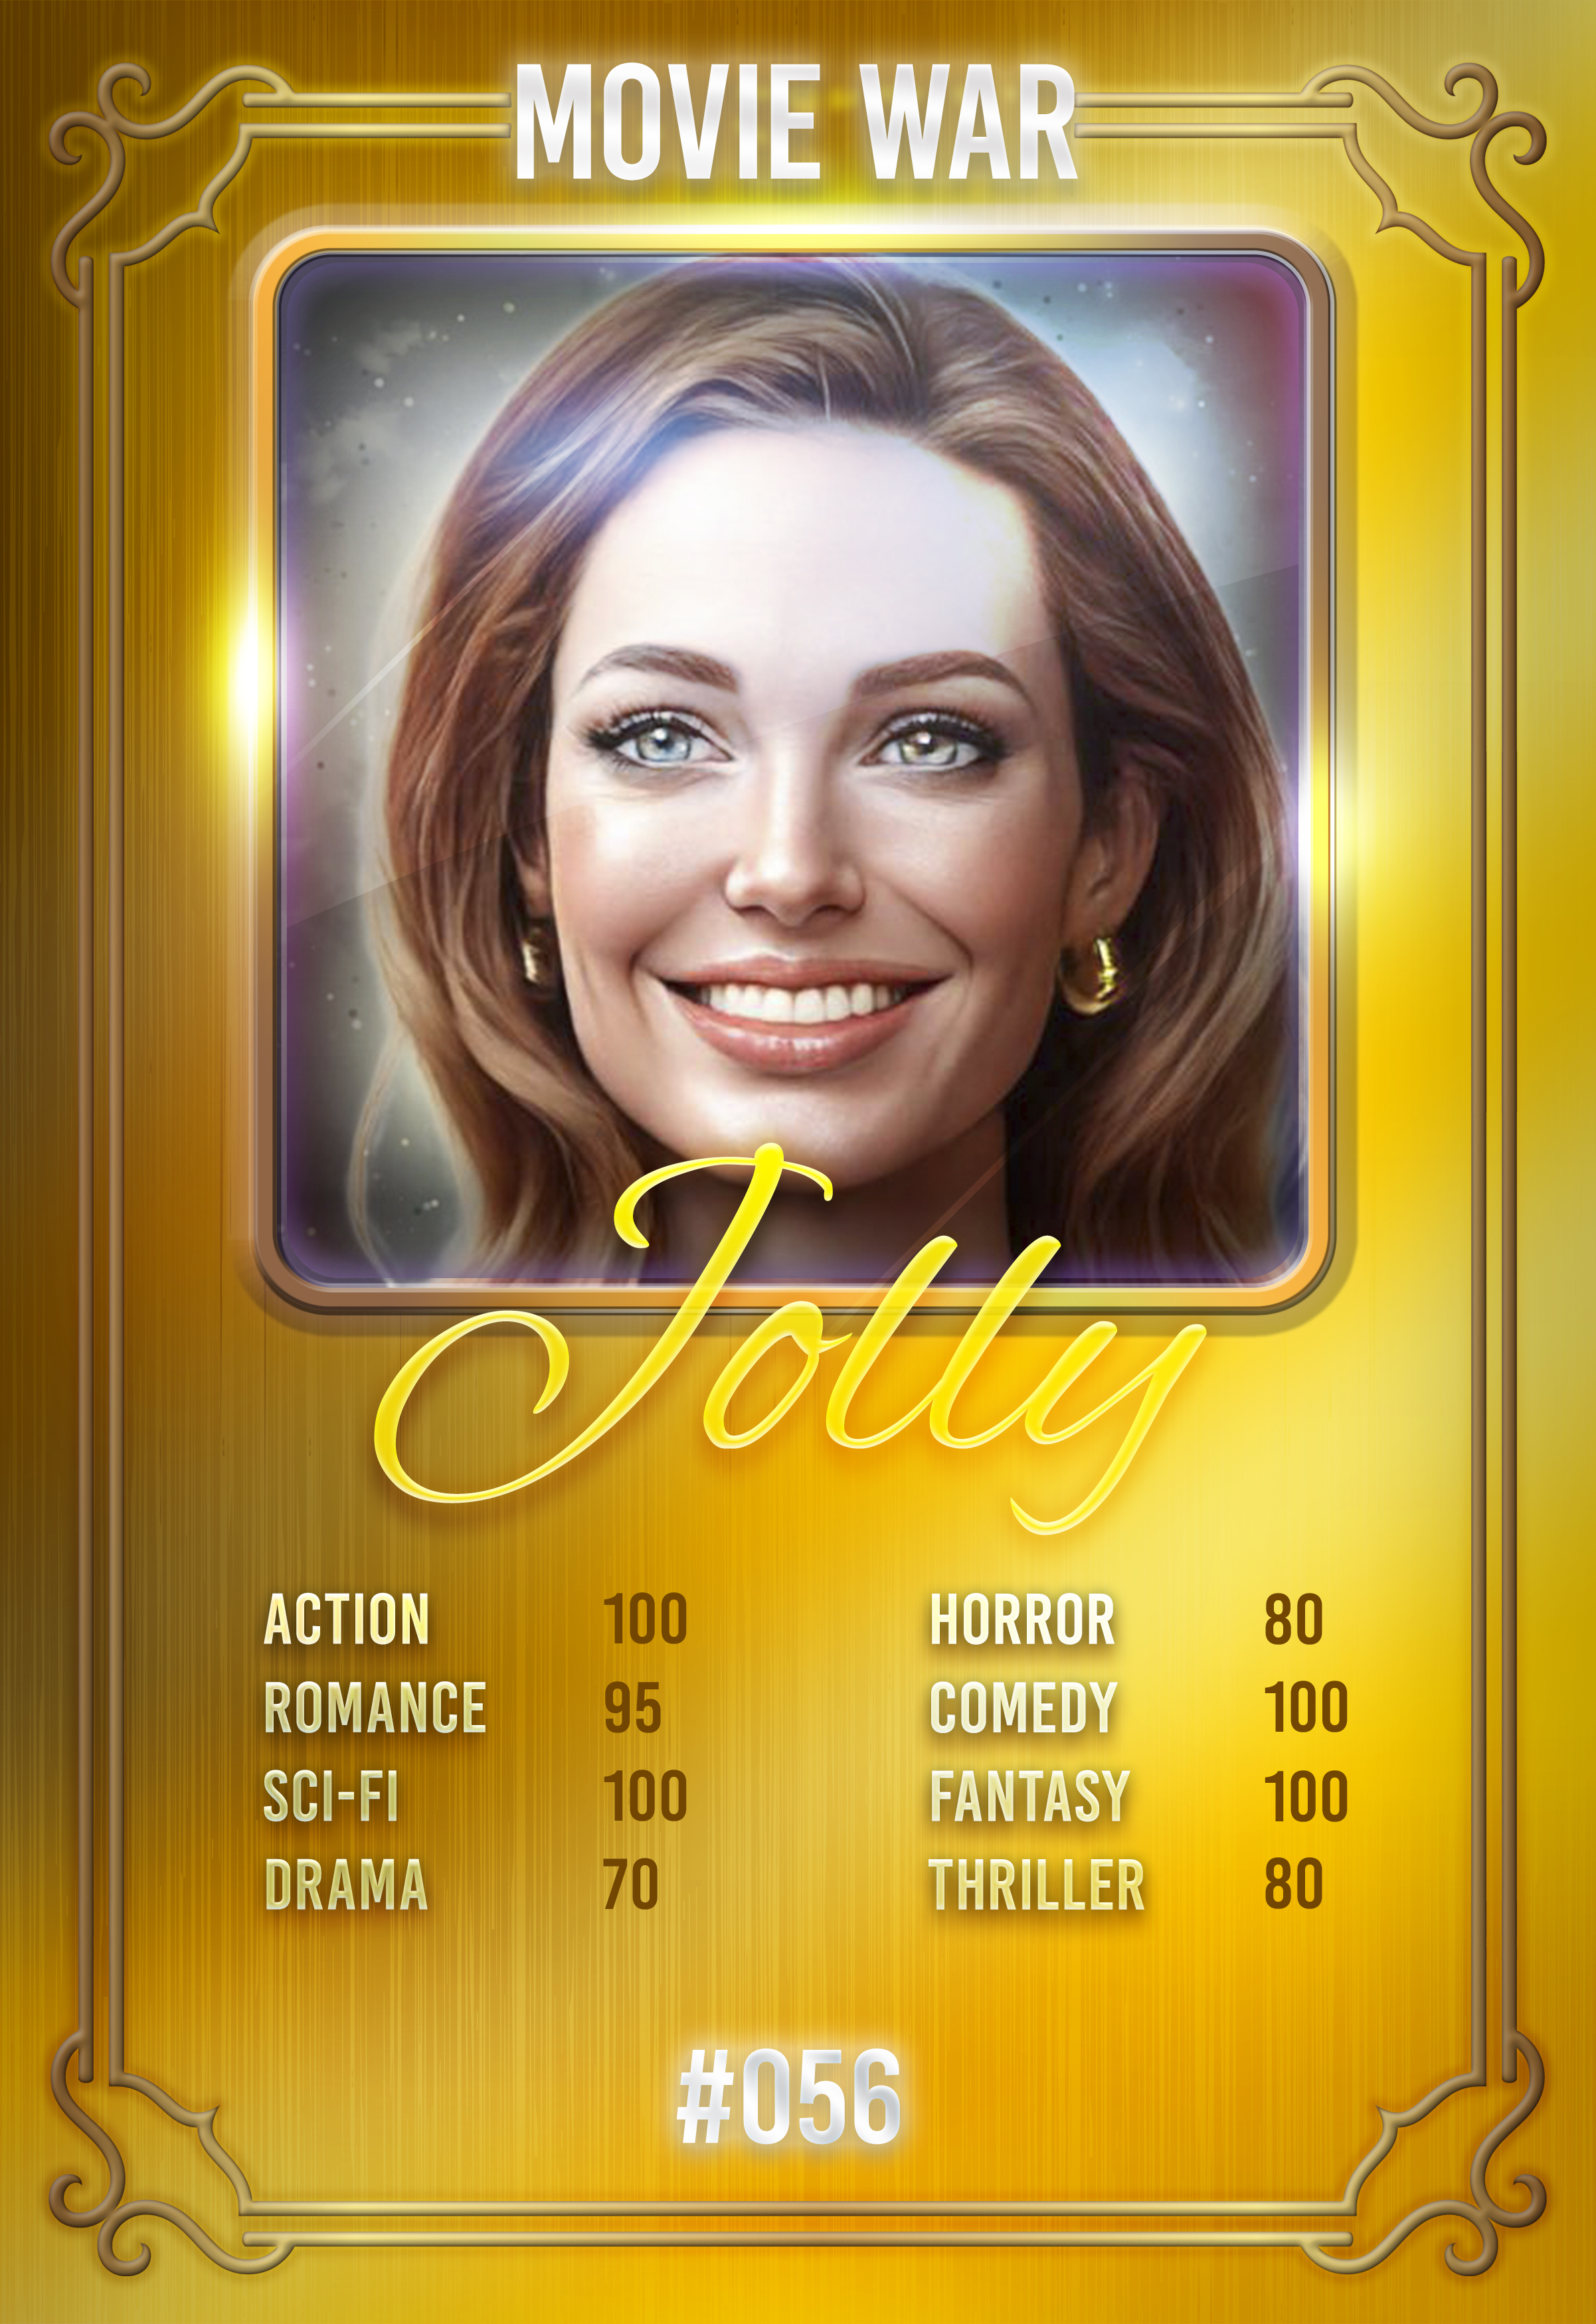 MOVIE WAR
Jolly
ACTION 100 HORROR 80
ROMANCE 95 COMEDY 100
SCI-FI 100 FANTASY 100
DRAMA 70 THRILLER 80
#056